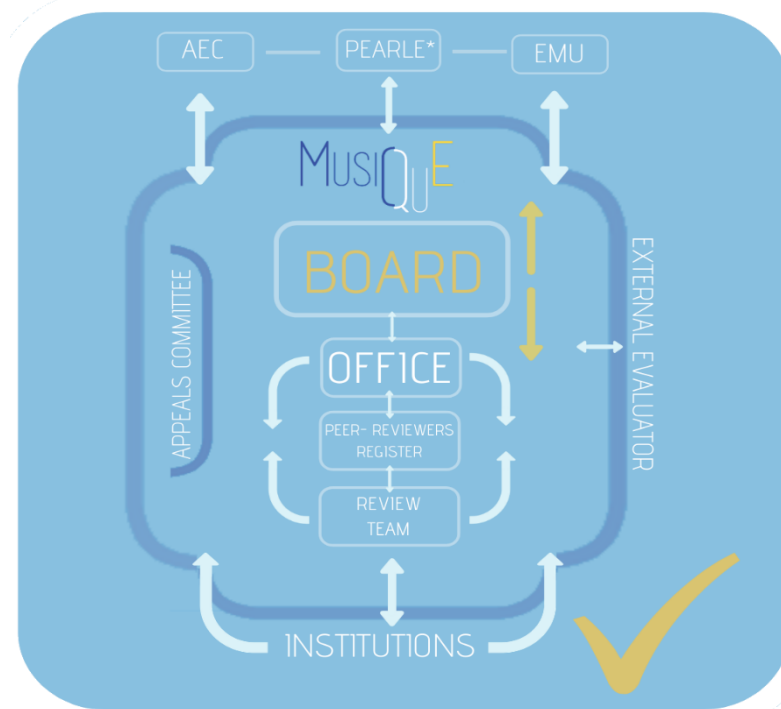 AEC
PEARLE*
EMU
MUSIQUE
BOARD
APPEALS COMMITTEE
EXTERNAL EVALUATOR
OFFICE
PEER- REVIEWERS
REGISTER
REVIEW
TEAM
INSTITUTIONS